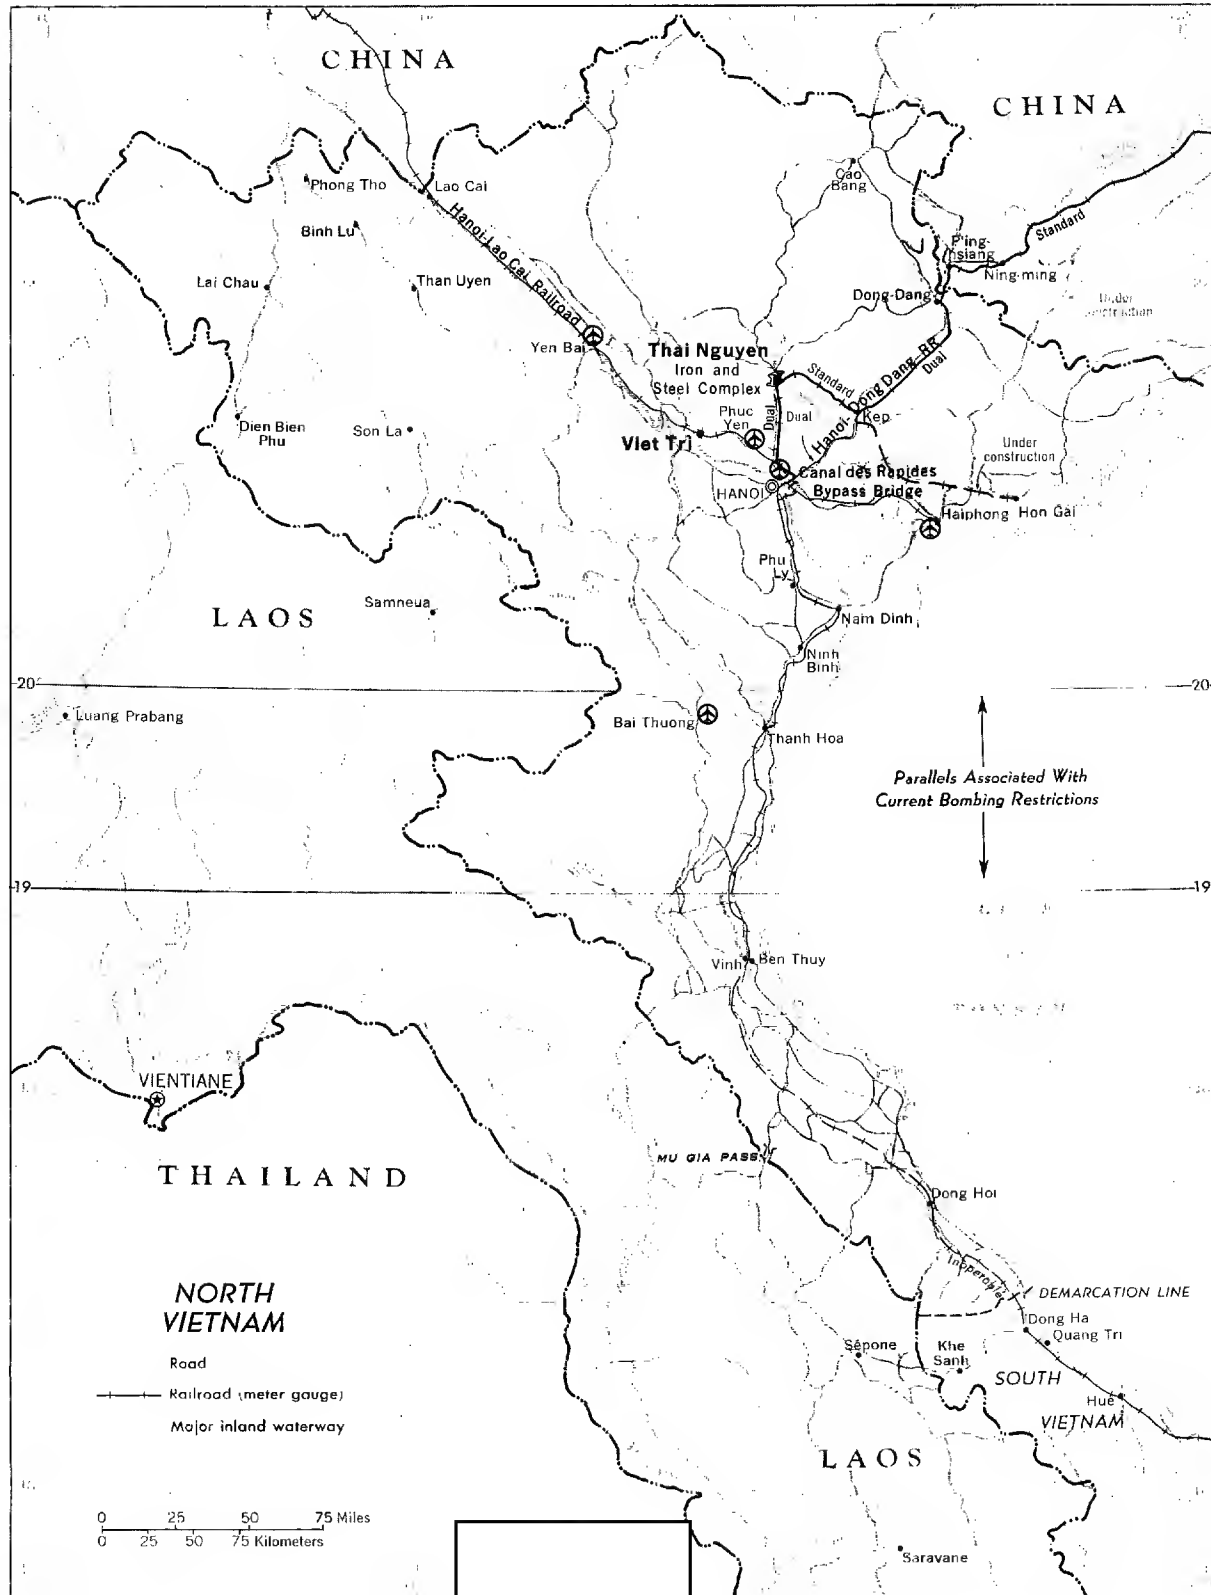 CHINA
CHINA
Phong Tho
Lao Cai
Cao
Bang
Binh Lu
Hanoi-Lao Cai Railroad
Standard
P'ing-
hsiang
Ning-ming
Lai Chau
Than Uyen
Dong-Dang
Under
construction
Yen Bai
Thai Nguyen
Iron and
Steel Complex
Standard
Hanoi-Dong Dang RR
Dual
Dien Bien
Phu
Son La
Phuc
Yen
Dual
Dual
Kep
Viet Tri
Under
construction
Canal des Rapides
Bypass Bridge
HANOI
Haiphong
Hon Gai
Phu
Ly
LAOS
Samneua
Nam Dinh
Ninh
Binh
20
20
Luang Prabang
Bai Thuong
Thanh Hoa
Parallels Associated With
Current Bombing Restrictions
19
19
Vinh
Ben Thuy
VIENTIANE
MU GIA PASS
THAILAND
Dong Hoi
Inoperable
DEMARCATION LINE
NORTH
VIETNAM
Dong Ha
Quang Tri
Sepone
Khe
Sanh
Road
SOUTH
Railroad (meter gauge)
Hue
VIETNAM
Major inland waterway
LAOS
0 25 50 75 Miles
0 25 50 75 Kilometers
Saravane